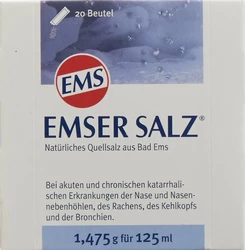 20 Beutel
EMS
EMSER SALZ®
Natürliches Quellsalz aus Bad Ems
Bei akuten und chronischen katarrhali-
schen Erkrankungen der Nase und Nasen-
nebenhöhlen, des Rachens, des Kehlkopfs
und der Bronchien.
1,475 g für 125 ml